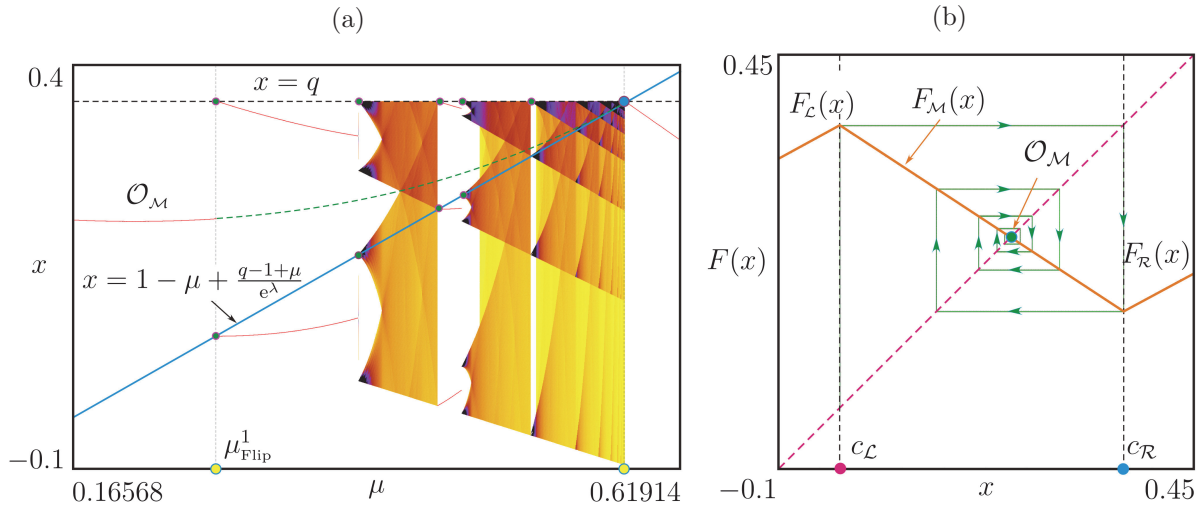 (a)
0.4
x = q
𝒪_ℳ
x
x = 1 − μ + (q−1+μ)/e^λ
−0.1
μ¹_Flip
0.16568
μ
0.61914
(b)
0.45
F_ℒ(x)
F_ℳ(x)
𝒪_ℳ
F(x)
F_ℛ(x)
c_ℒ
c_ℛ
−0.1
x
0.45